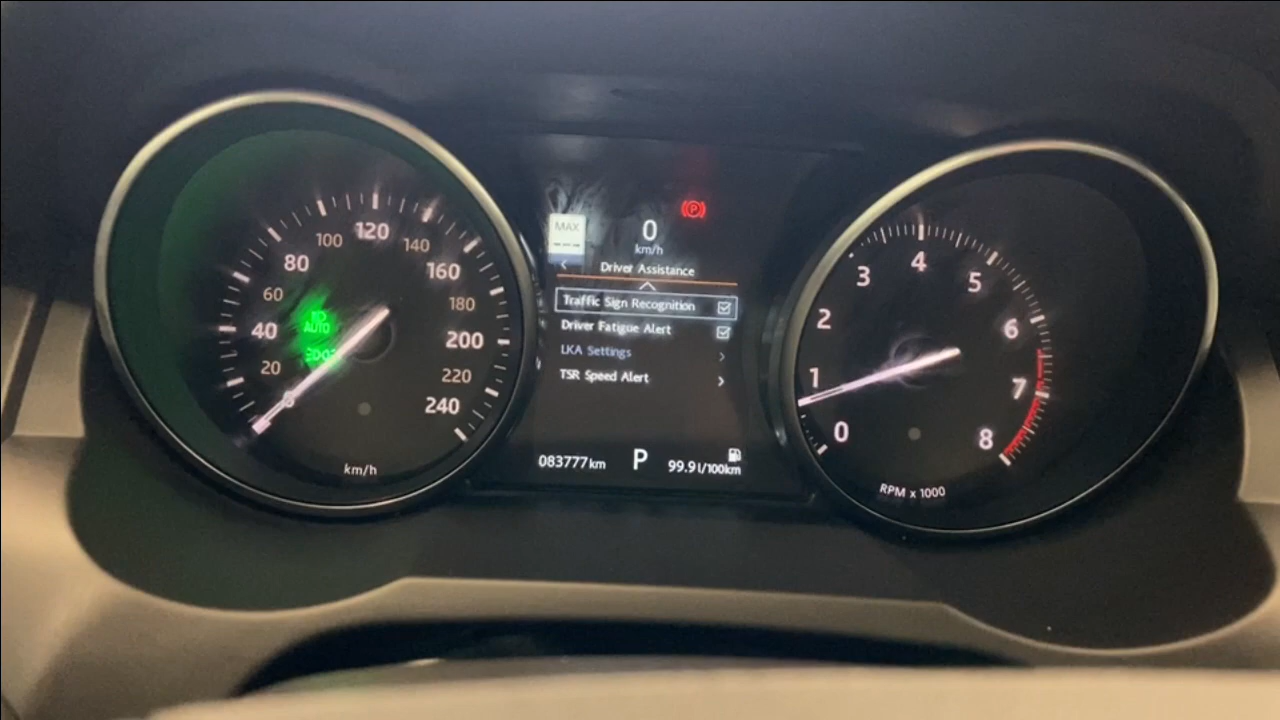 20
40
60
80
100
120
140
160
180
200
220
240
AUTO
km/h
MAX
0
km/h
P
Driver Assistance
Traffic Sign Recognition
Driver Fatigue Alert
LKA Settings
TSR Speed Alert
083777km
P
99.9l/100km
0
1
2
3
4
5
6
7
8
RPM x 1000